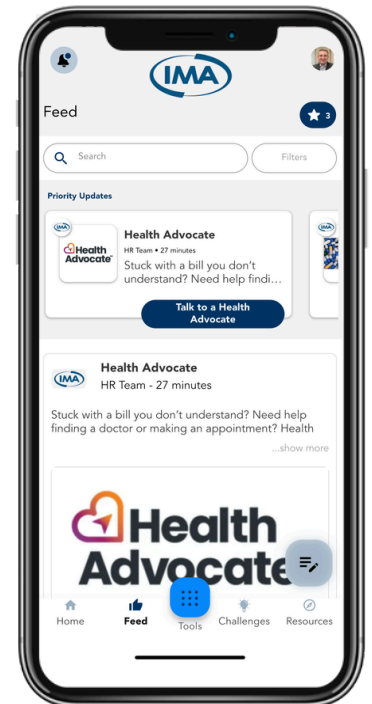 IMA
Feed
3
Search
Filters
Priority Updates
IMA
Health
Advocate
Health Advocate
HR Team • 27 minutes
Stuck with a bill you don’t
understand? Need help findi...
Talk to a Health
Advocate
IMA
IMA
Health Advocate
HR Team - 27 minutes
Stuck with a bill you don’t understand? Need help
finding a doctor or making an appointment? Health
...show more
Health
Advocate
Home
Feed
Tools
Challenges
Resources